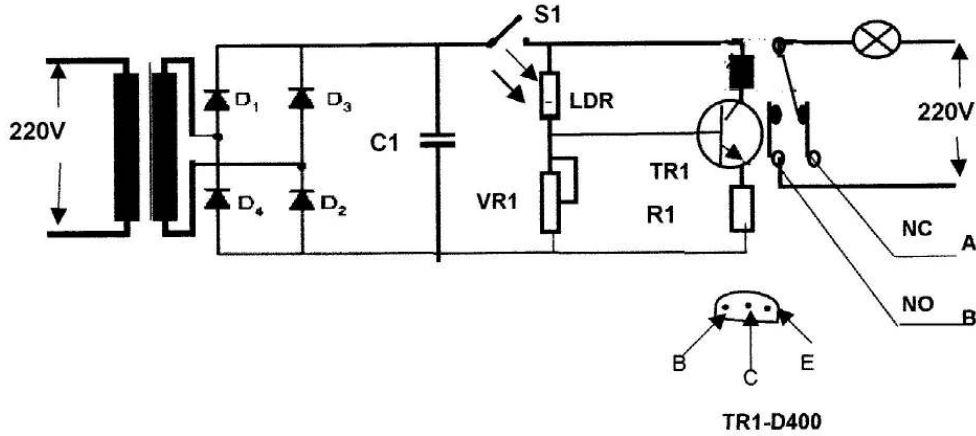 S1
D1
D3
LDR
220V
C1
220V
TR1
D4
D2
VR1
R1
NC
A
NO
B
B
C
E
TR1-D400